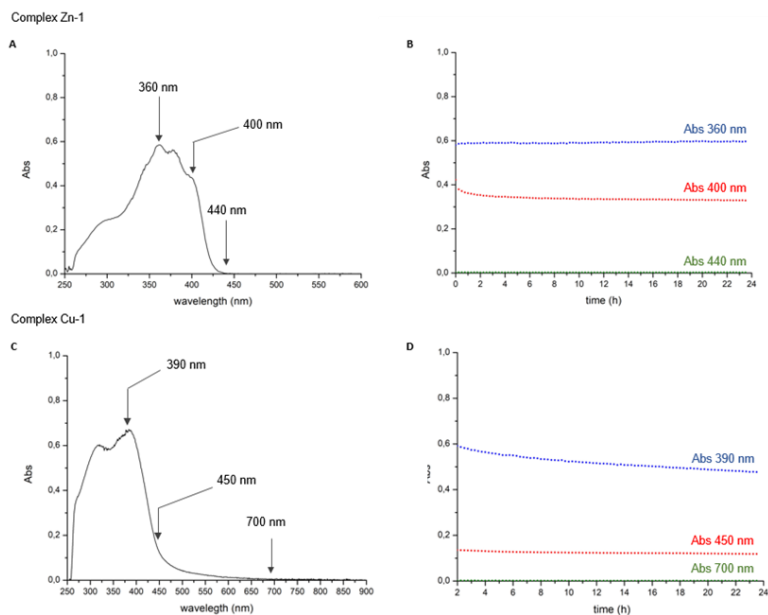 Complex Zn-1
A
B
1,0
0,8
0,6
0,4
0,2
0,0
Abs
360 nm
400 nm
440 nm
250 300 350 400 450 500 550 600
wavelength (nm)
1,0
0,8
0,6
0,4
0,2
0,0
Abs
Abs 360 nm
Abs 400 nm
Abs 440 nm
0 2 4 6 8 10 12 14 16 18 20 22 24
time (h)
Complex Cu-1
C
D
1,0
0,8
0,6
0,4
0,2
0,0
Abs
390 nm
450 nm
700 nm
250 300 350 400 450 500 550 600 650 700 750 800 850 900
wavelength (nm)
1,0
0,8
0,6
0,4
0,2
0,0
Abs 390 nm
Abs 450 nm
Abs 700 nm
2 4 6 8 10 12 14 16 18 20 22 24
time (h)